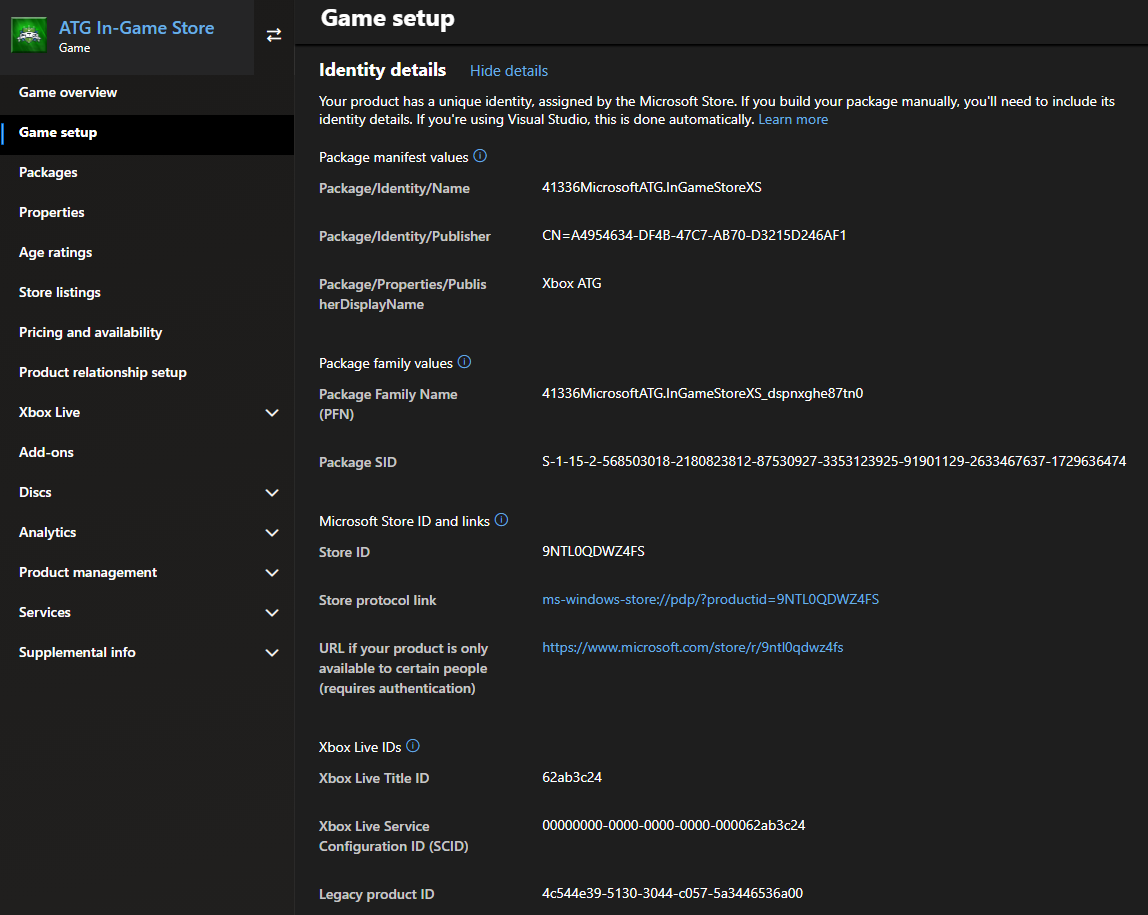 ATG In-Game Store
Game
Game overview
Game setup
Packages
Properties
Age ratings
Store listings
Pricing and availability
Product relationship setup
Xbox Live
Add-ons
Discs
Analytics
Product management
Services
Supplemental info
Game setup
Identity details Hide details
Your product has a unique identity, assigned by the Microsoft Store. If you build your package manually, you'll need to include its
identity details. If you're using Visual Studio, this is done automatically. Learn more
Package manifest values
Package/Identity/Name 41336MicrosoftATG.InGameStoreXS
Package/Identity/Publisher CN=A4954634-DF4B-47C7-AB70-D3215D246AF1
Package/Properties/Publis Xbox ATG
herDisplayName
Package family values
Package Family Name 41336MicrosoftATG.InGameStoreXS_dspnxghe87tn0
(PFN)
Package SID S-1-15-2-568503018-2180823812-87530927-3353123925-91901129-2633467637-1729636474
Microsoft Store ID and links
Store ID 9NTL0QDWZ4FS
Store protocol link ms-windows-store://pdp/?productid=9NTL0QDWZ4FS
URL if your product is only https://www.microsoft.com/store/r/9ntl0qdwz4fs
available to certain people
(requires authentication)
Xbox Live IDs
Xbox Live Title ID 62ab3c24
Xbox Live Service 00000000-0000-0000-0000-000062ab3c24
Configuration ID (SCID)
Legacy product ID 4c544e39-5130-3044-c057-5a3446536a00